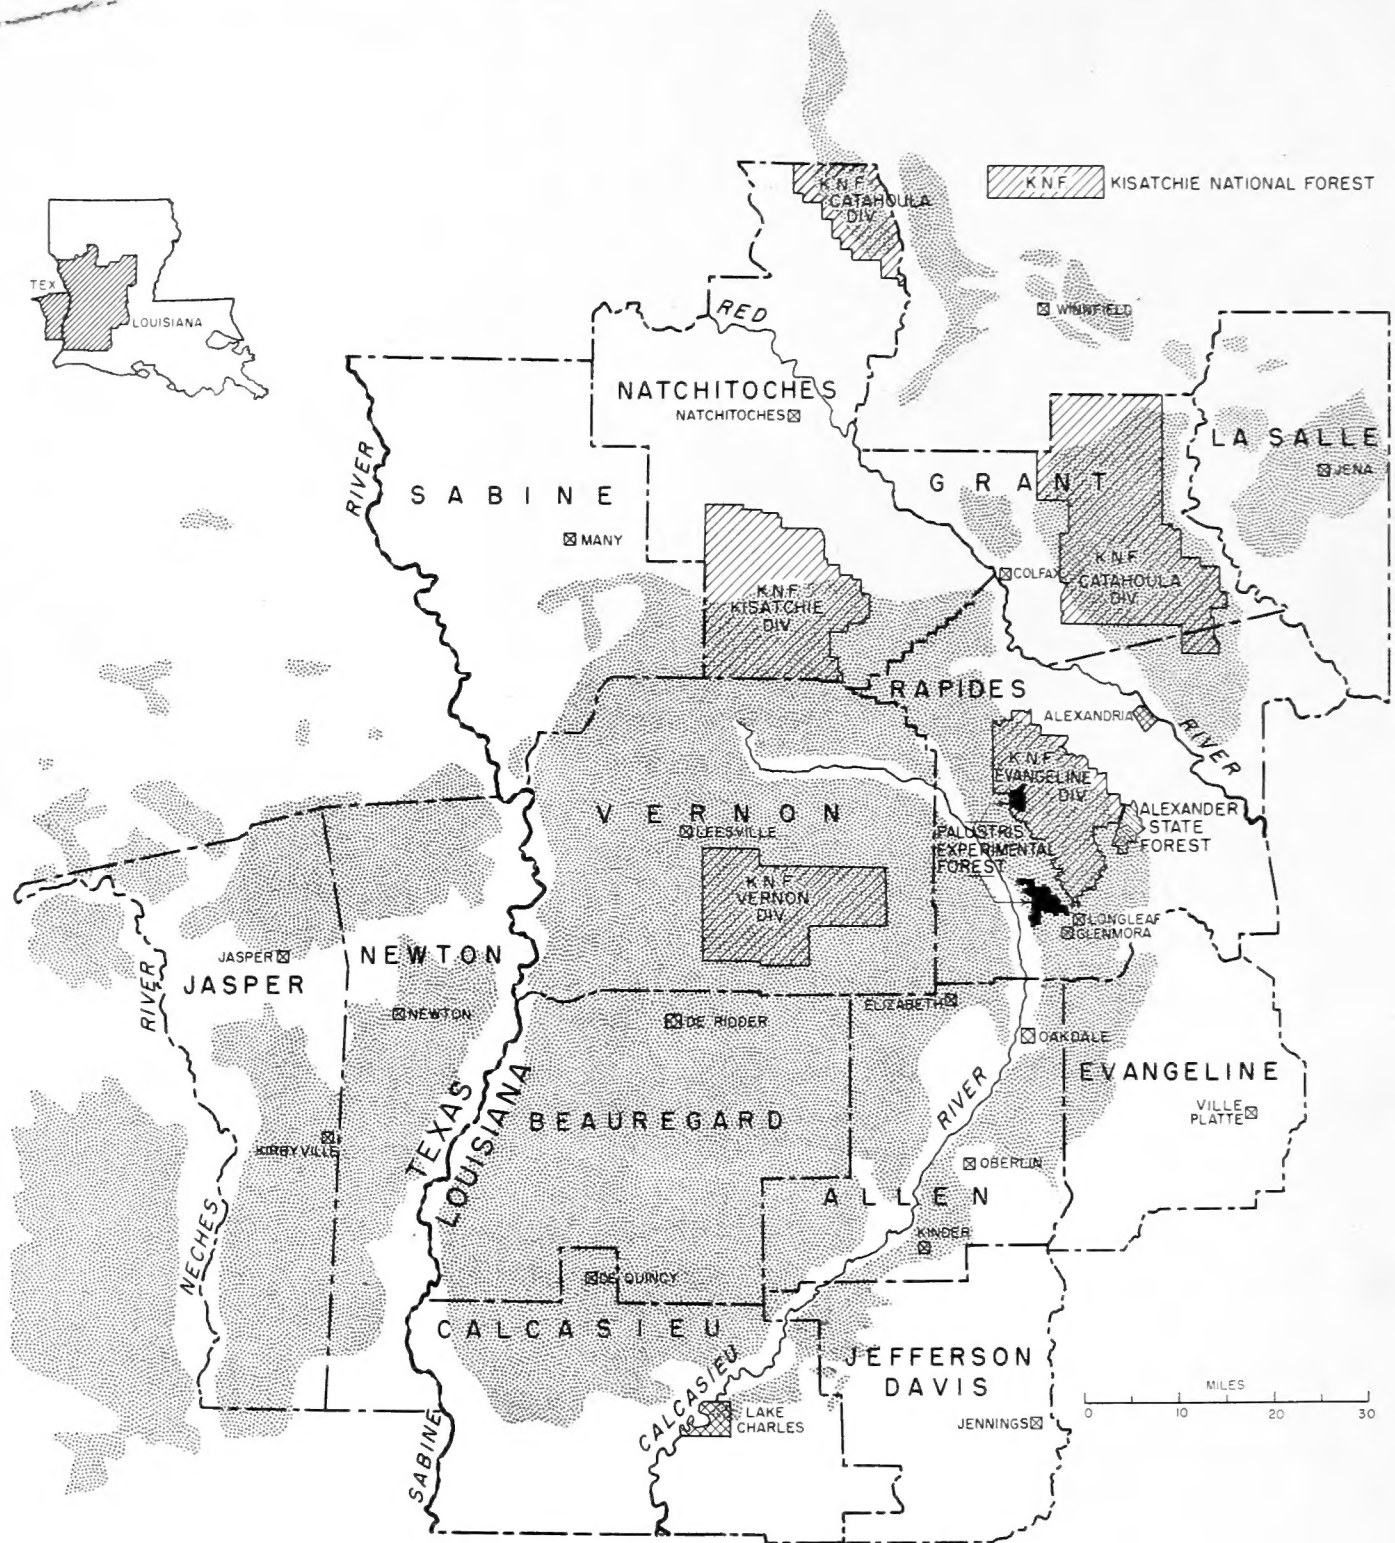 K.N.F.
CATAHOULA
DIV.
K.N.F.
KISATCHIE NATIONAL FOREST
TEX
LOUISIANA
RED
WINNFIELD
NATCHITOCHES
NATCHITOCHES
LA SALLE
JENA
RIVER
SABINE
GRANT
MANY
K.N.F.
CATAHOULA
DIV.
COLFAX
K.N.F.
KISATCHIE
DIV.
RAPIDES
ALEXANDRIA
RIVER
K.N.F.
EVANGELINE
DIV.
VERNON
LEESVILLE
ALEXANDER
STATE
FOREST
PALUSTRIS
EXPERIMENTAL
FOREST
K.N.F.
VERNON
DIV.
LONGLEAF
GLENMORA
JASPER
NEWTON
JASPER
RIVER
NEWTON
ELIZABETH
DE RIDDER
OAKDALE
EVANGELINE
VILLE
PLATTE
TEXAS
LOUISIANA
BEAUREGARD
RIVER
KIRBYVILLE
OBERLIN
ALLEN
KINDER
NECHES
DE QUINCY
CALCASIEU
JEFFERSON
DAVIS
CALCASIEU
LAKE
CHARLES
JENNINGS
SABINE
MILES
0 10 20 30